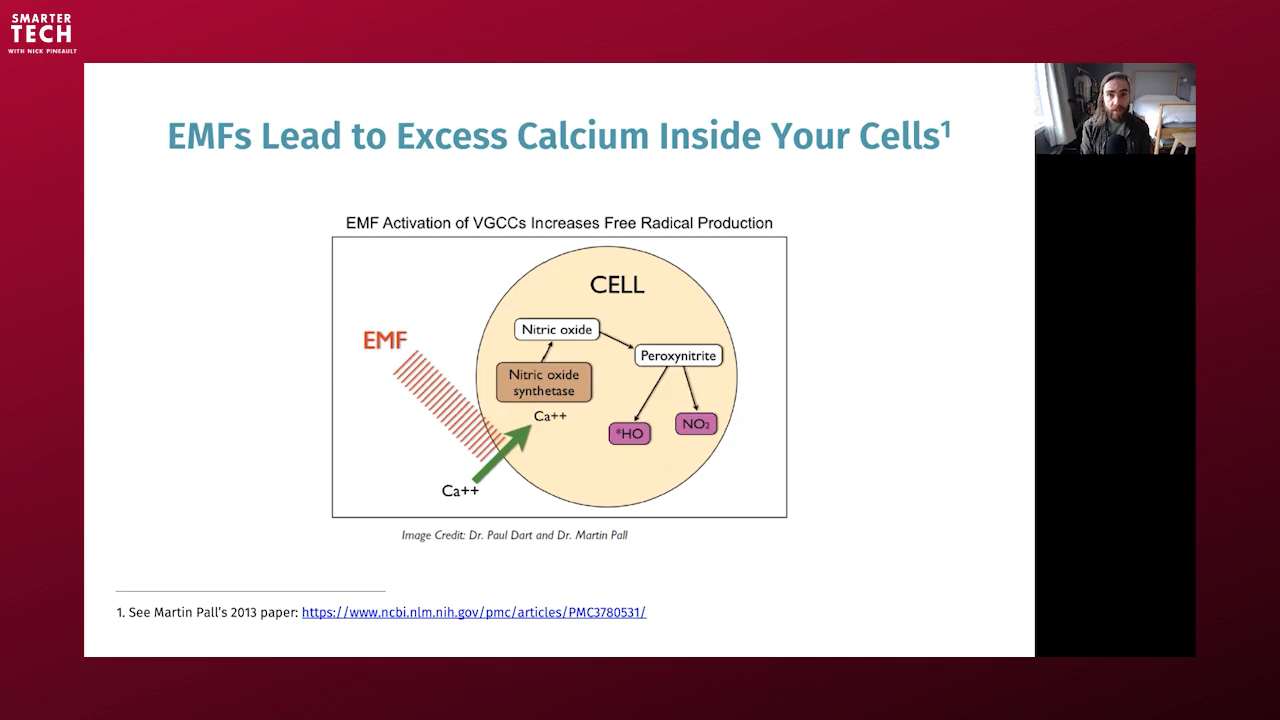 SMARTER
TECH
WITH NICK PINEAULT
EMFs Lead to Excess Calcium Inside Your Cells¹
EMF Activation of VGCCs Increases Free Radical Production
CELL
EMF
Nitric oxide
Peroxynitrite
Nitric oxide
synthetase
Ca++
*HO
NO₂
Ca++
Image Credit: Dr. Paul Dart and Dr. Martin Pall
1. See Martin Pall's 2013 paper: https://www.ncbi.nlm.nih.gov/pmc/articles/PMC3780531/